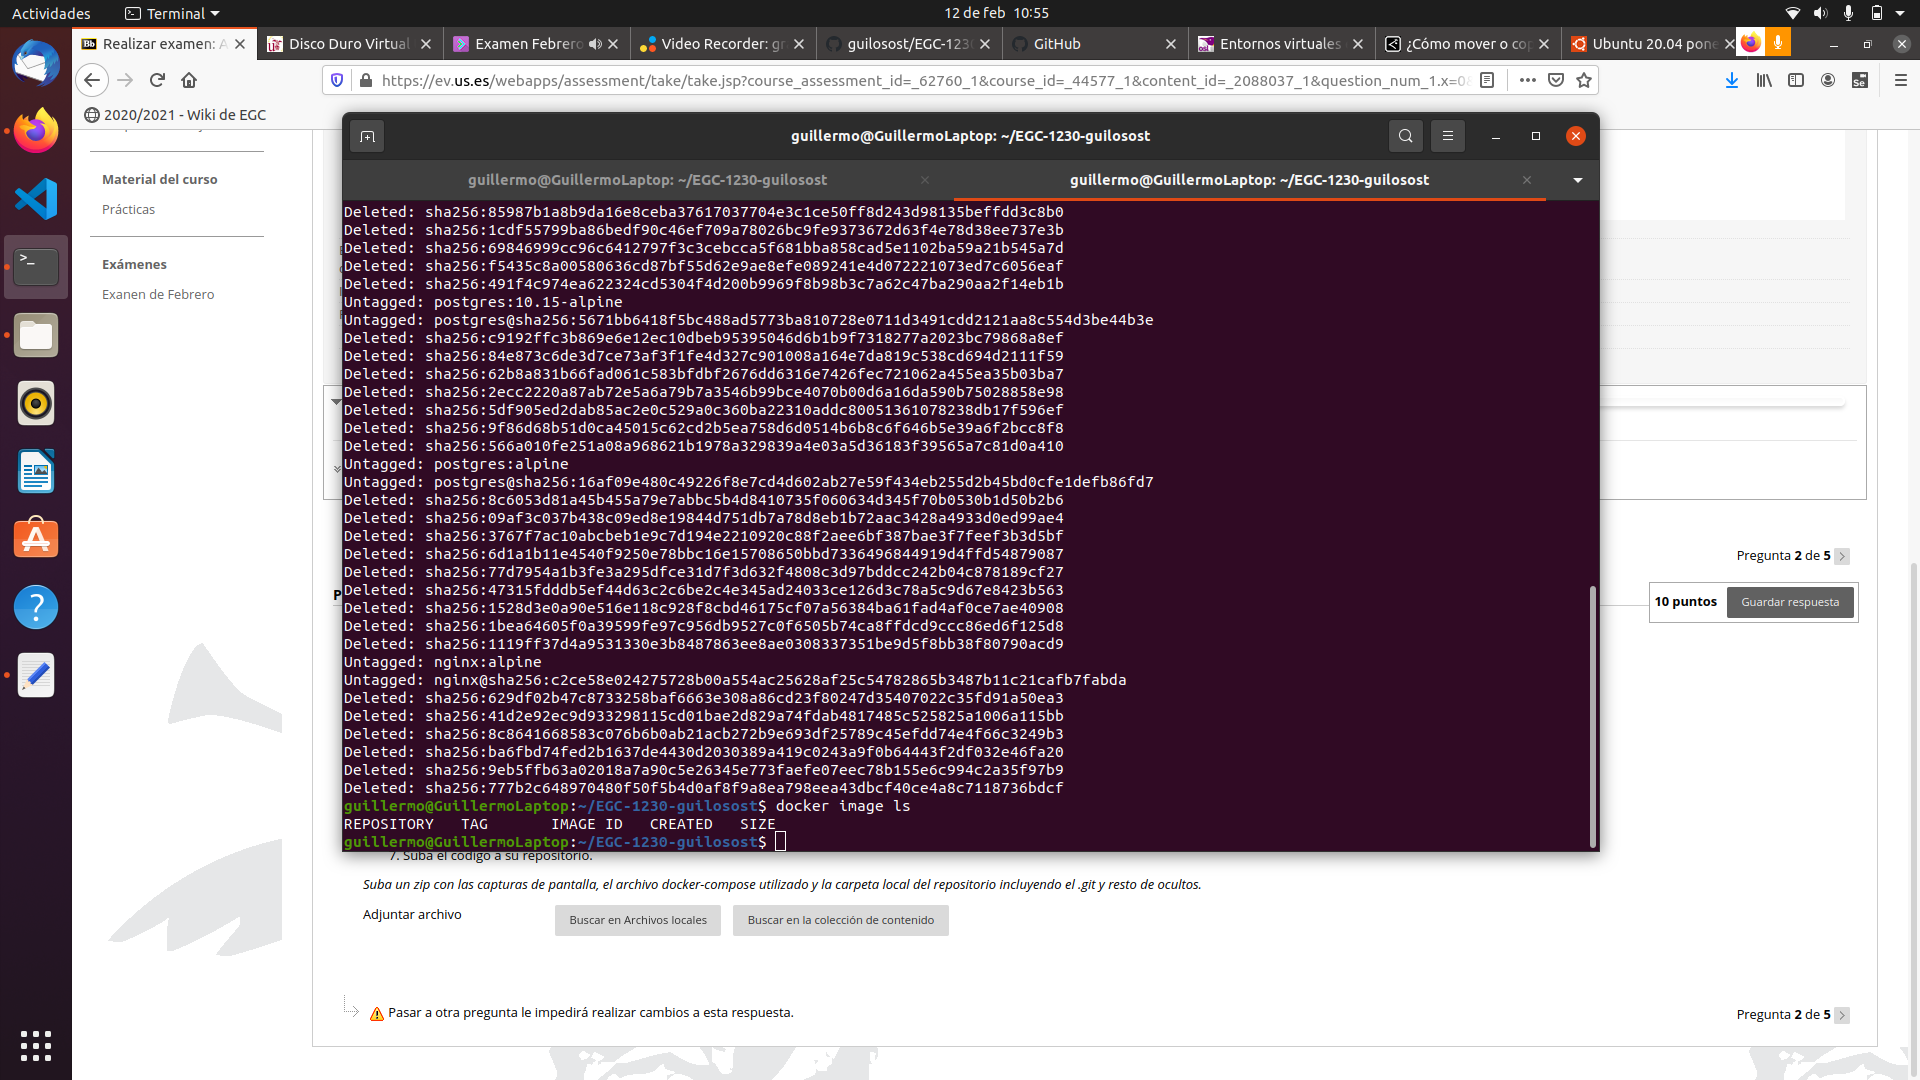 Actividades
Terminal
12 de feb 10:55
Realizar examen: A
Disco Duro Virtual
Examen Febrero
Video Recorder: gr
guilosost/EGC-123
GitHub
Entornos virtuales
¿Cómo mover o cop
Ubuntu 20.04 pone
https://ev.us.es/webapps/assessment/take/take.jsp?course_assessment_id=_62760_1&course_id=_44577_1&content_id=_2088037_1&question_num_1.x=0
2020/2021 - Wiki de EGC
Material del curso
Prácticas
Exámenes
Exanen de Febrero
guillermo@GuillermoLaptop: ~/EGC-1230-guilosost
guillermo@GuillermoLaptop: ~/EGC-1230-guilosost
guillermo@GuillermoLaptop: ~/EGC-1230-guilosost
Deleted: sha256:85987b1a8b9da16e8ceba37617037704e3c1ce50ff8d243d98135beffdd3c8b0
Deleted: sha256:1cdf55799ba86bedf90c46ef709a78026bc9fe9373672d63f4e78d38ee737e3b
Deleted: sha256:69846999cc96c6412797f3c3cebcca5f681bba858cad5e1102ba59a21b545a7d
Deleted: sha256:f5435c8a00580636cd87bf55d62e9ae8efe089241e4d072221073ed7c6056eaf
Deleted: sha256:491f4c974ea622324cd5304f4d200b9969f8b98b3c7a62c47ba290aa2f14eb1b
Untagged: postgres:10.15-alpine
Untagged: postgres@sha256:5671bb6418f5bc488ad5773ba810728e0711d3491cdd2121aa8c554d3be44b3e
Deleted: sha256:c9192ffc3b869e6e12ec10dbeb95395046d6b1b9f7318277a2023bc79868a8ef
Deleted: sha256:84e873c6de3d7ce73af3f1fe4d327c901008a164e7da819c538cd694d2111f59
Deleted: sha256:62b8a831b66fad061c583bfdbf2676dd6316e7426fec721062a455ea35b03ba7
Deleted: sha256:2ecc2220a87ab72e5a6a79b7a3546b99bce4070b00d6a16da590b75028858e98
Deleted: sha256:5df905ed2dab85ac2e0c529a0c360ba22310addc80051361078238db17f596ef
Deleted: sha256:9f86d68b51d0ca45015c62cd2b5ea758d6d0514b6b8c6f646b5e39a6f2bcc8f8
Deleted: sha256:566a010fe251a08a968621b1978a329839a4e03a5d36183f39565a7c81d0a410
Untagged: postgres:alpine
Untagged: postgres@sha256:16af09e480c49226f8e7cd4d602ab27e59f434eb255d2b45bd0cfe1defb86fd7
Deleted: sha256:8c6053d81a45b455a79e7abbc5b4d8410735f060634d345f70b0530b1d50b2b6
Deleted: sha256:09af3c037b438c09ed8e19844d751db7a78d8eb1b72aac3428a4933d0ed99ae4
Deleted: sha256:3767f7ac10abcbeb1e9c7d194e2210920c88f2aee6bf387bae3f7feef3b3d5bf
Deleted: sha256:6d1a1b11e4540f9250e78bbc16e15708650bbd7336496844919d4ffd54879087
Deleted: sha256:77d7954a1b3fe3a295dfce31d7f3d632f4808c3d97bddcc242b04c878189cf27
Deleted: sha256:47315fdddb5ef44d63c2c6be2c4e345ad24033ce126d3c78a5c9d67e8423b563
Deleted: sha256:1528d3e0a90e516e118c928f8cbd46175cf07a56384ba61fad4af0ce7ae40908
Deleted: sha256:1bea64605f0a39599fe97c956db9527c0f6505b74ca8ffdcd9ccc86ed6f125d8
Deleted: sha256:1119ff37d4a9531330e3b8487863ee8ae0308337351be9d5f8bb38f80790acd9
Untagged: nginx:alpine
Untagged: nginx@sha256:c2ce58e024275728b00a554ac25628af25c54782865b3487b11c21cafb7fabda
Deleted: sha256:629df02b47c8733258baf6663e308a86cd23f80247d35407022c35fd91a50ea3
Deleted: sha256:41d2e92ec9d933298115cd01bae2d829a74fdab4817485c525825a1006a115bb
Deleted: sha256:8c8641668583c076b6b0ab21acb272b9e693df25789c45efdd74e4f66c3249b3
Deleted: sha256:ba6fbd74fed2b1637de4430d2030389a419c0243a9f0b64443f2df032e46fa20
Deleted: sha256:9eb5ffb63a02018a7a90c5e26345e773faefe07eec78b155e6c994c2a35f97b9
Deleted: sha256:777b2c648970480f50f5b4d0af8f9a8ea798eea43dbcf40ce4a8c7118736bdcf
guillermo@GuillermoLaptop:~/EGC-1230-guilosost$ docker image ls
REPOSITORY TAG IMAGE ID CREATED SIZE
guillermo@GuillermoLaptop:~/EGC-1230-guilosost$
Pregunta 2 de 5
P
10 puntos
Guardar respuesta
7. Suba el código a su repositorio.
Suba un zip con las capturas de pantalla, el archivo docker-compose utilizado y la carpeta local del repositorio incluyendo el .git y resto de ocultos.
Adjuntar archivo
Buscar en Archivos locales
Buscar en la colección de contenido
Pasar a otra pregunta le impedirá realizar cambios a esta respuesta.
Pregunta 2 de 5